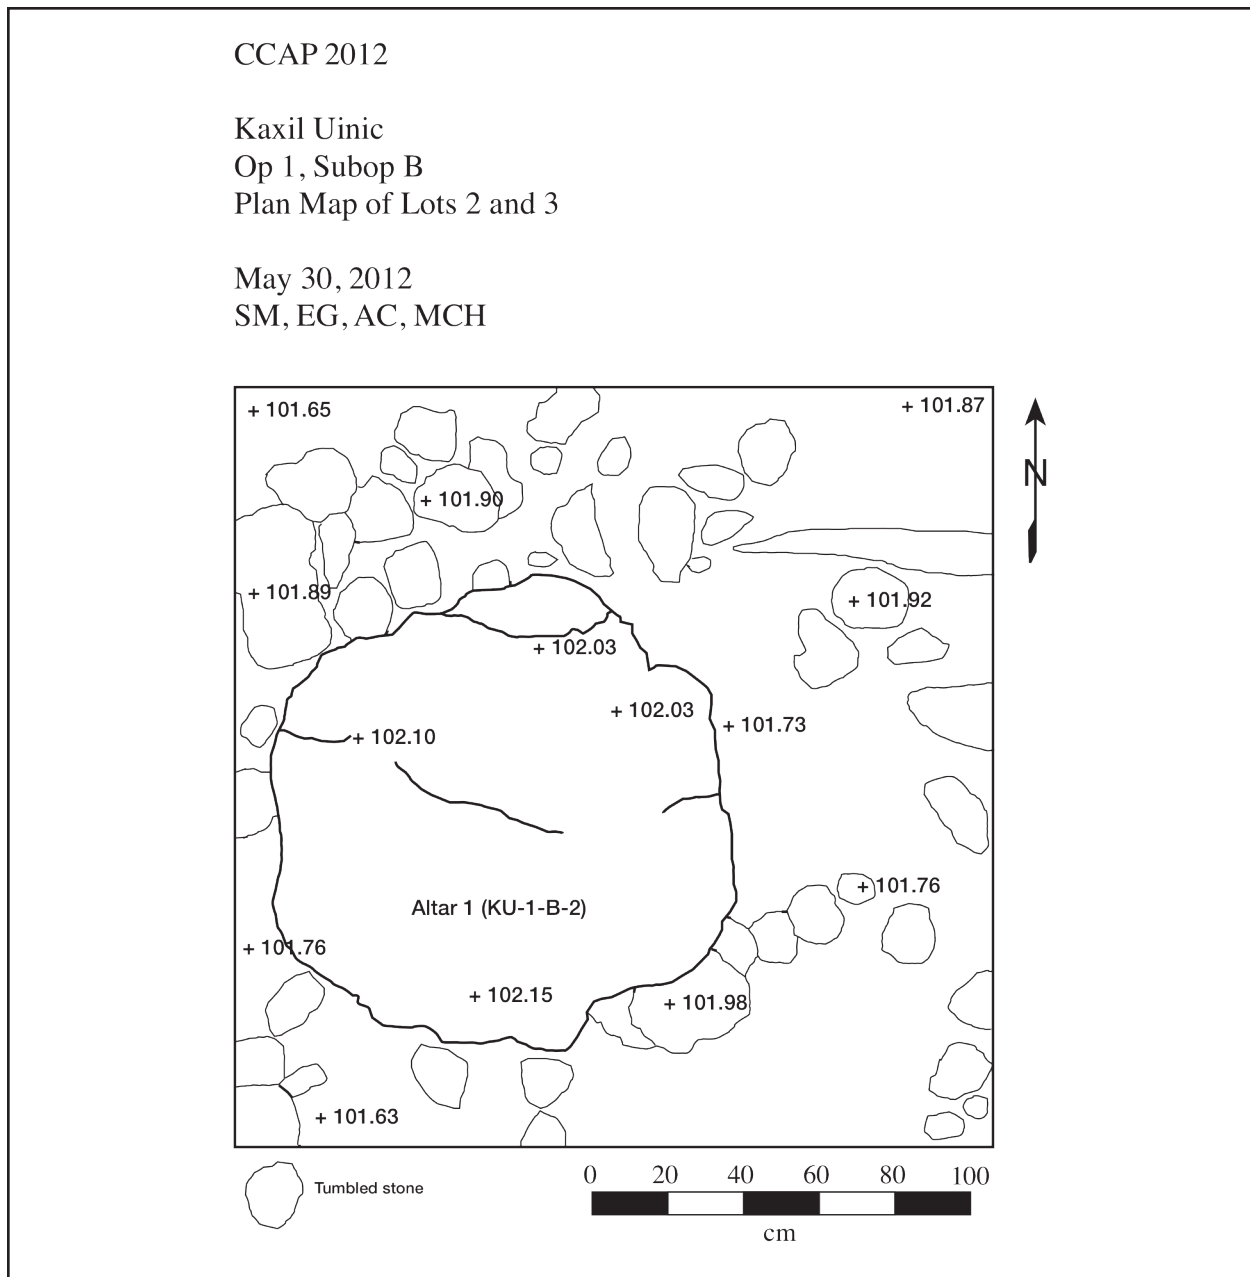 CCAP 2012
Kaxil Uinic
Op 1, Subop B
Plan Map of Lots 2 and 3
May 30, 2012
SM, EG, AC, MCH
+ 101.65
+ 101.87
+ 101.90
+ 101.89
+ 101.92
+ 102.03
+ 102.03
+ 101.73
+ 102.10
+ 101.76
Altar 1 (KU-1-B-2)
+ 101.76
+ 102.15
+ 101.98
+ 101.63
N
Tumbled stone
0 20 40 60 80 100
cm